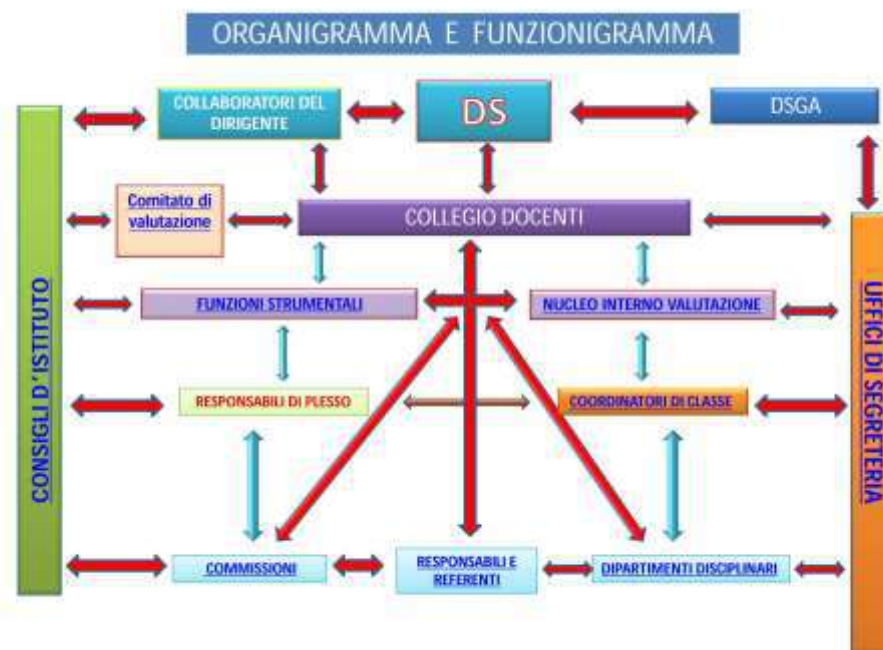 ORGANIGRAMMA E FUNZIONIGRAMMA
COLLABORATORI DEL
DIRIGENTE
DS
DSGA
Comitato di
valutazione
COLLEGIO DOCENTI
FUNZIONI STRUMENTALI
NUCLEO INTERNO VALUTAZIONE
RESPONSABILI DI PLESSO
COORDINATORI DI CLASSE
COMMISSIONI
RESPONSABILI E
REFERENTI
DIPARTIMENTI DISCIPLINARI
CONSIGLI D'ISTITUTO
UFFICI DI SEGRETERIA